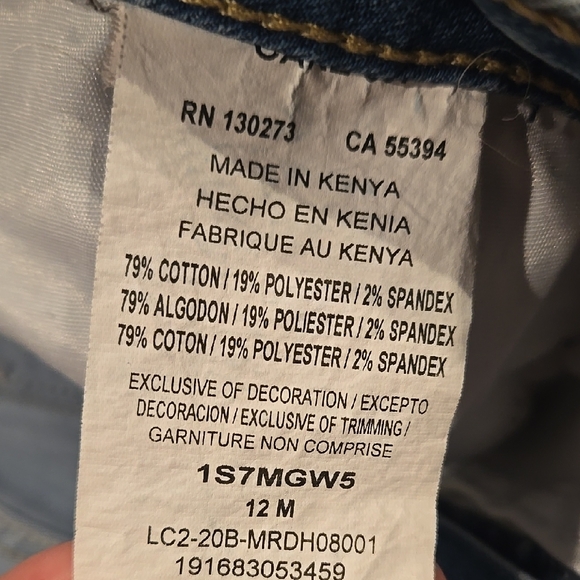 RN 130273 CA 55394
MADE IN KENYA
HECHO EN KENIA
FABRIQUE AU KENYA
79% COTTON / 19% POLYESTER / 2% SPANDEX
79% ALGODON / 19% POLIESTER / 2% SPANDEX
79% COTON / 19% POLYESTER / 2% SPANDEX
EXCLUSIVE OF DECORATION / EXCEPTO
DECORACION / EXCLUSIVE OF TRIMMING /
GARNITURE NON COMPRISE
1S7MGW5
12 M
LC2-20B-MRDH08001
191683053459